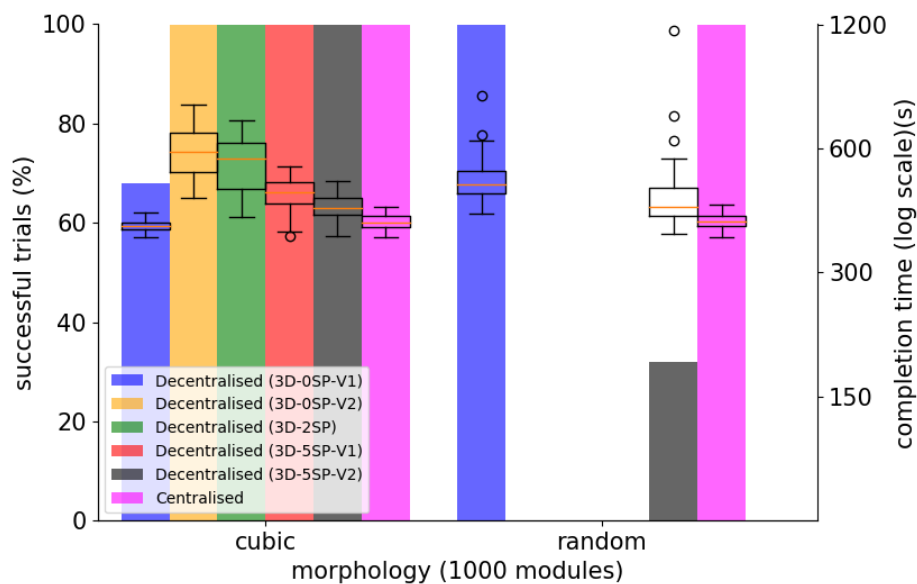 100
80
60
40
20
0
successful trials (%)
1200
600
300
150
completion time (log scale)(s)
Decentralised (3D-0SP-V1)
Decentralised (3D-0SP-V2)
Decentralised (3D-2SP)
Decentralised (3D-5SP-V1)
Decentralised (3D-5SP-V2)
Centralised
cubic
random
morphology (1000 modules)